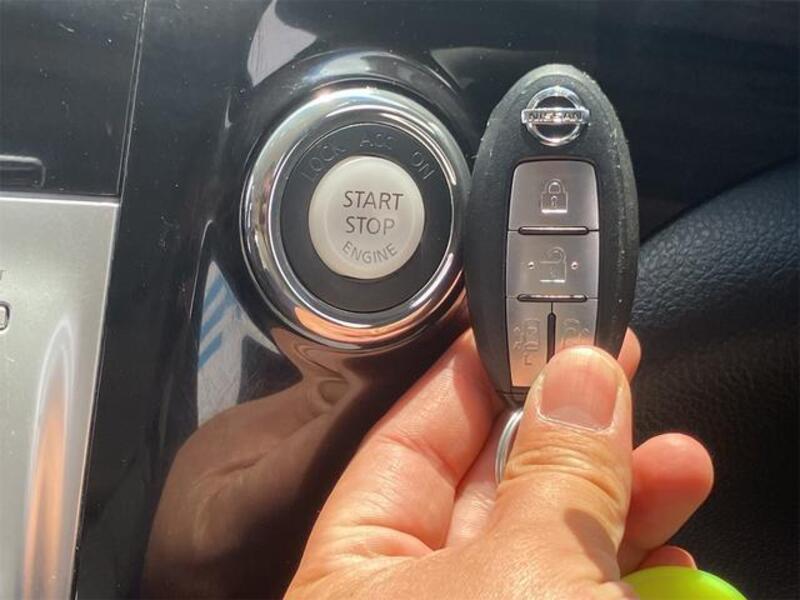 LOCK ACC ON
START
STOP
ENGINE
NISSAN